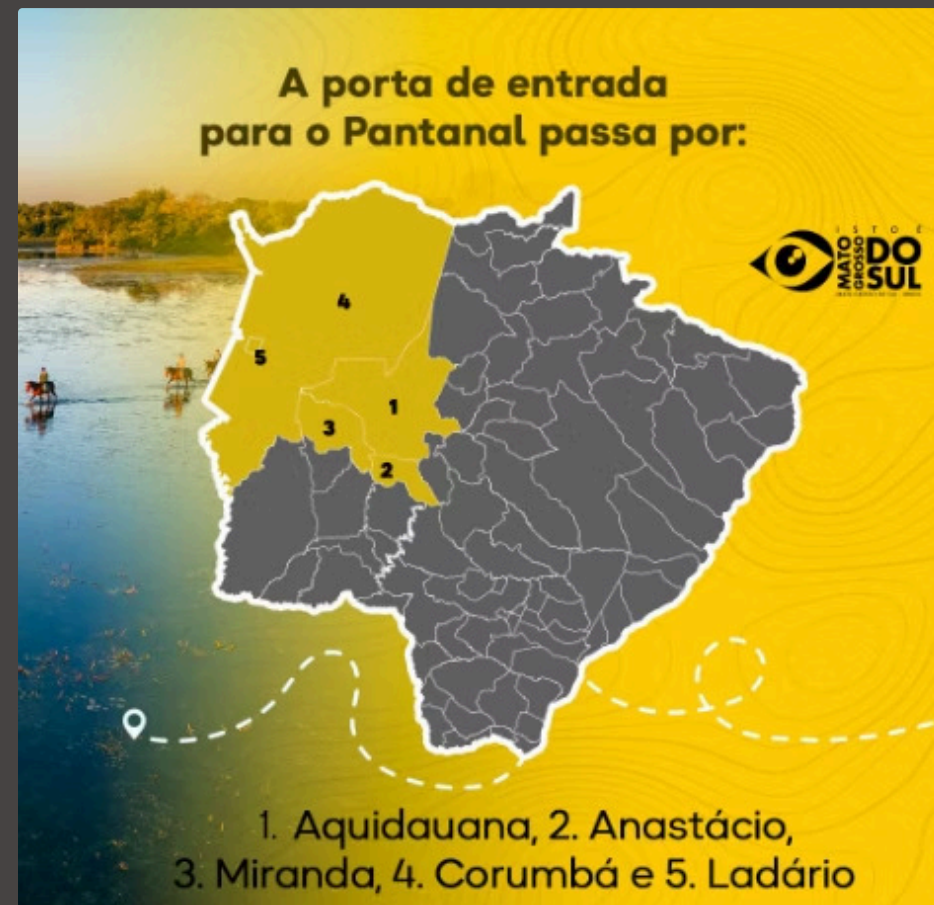 A porta de entrada
para o Pantanal passa por:
ISTO É
MATO GROSSO DO SUL
4
5
1
3
2
1. Aquidauana, 2. Anastácio,
3. Miranda, 4. Corumbá e 5. Ladário